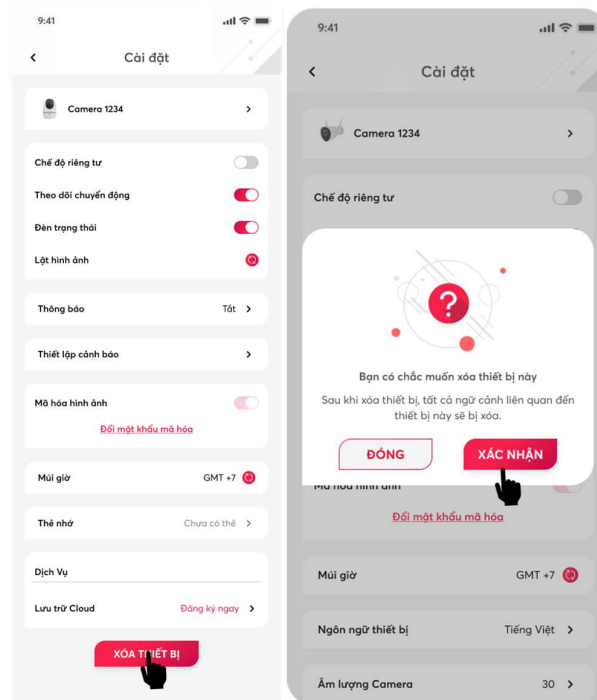 9:41
Cài đặt
Camera 1234
Chế độ riêng tư
Theo dõi chuyển động
Đèn trạng thái
Lật hình ảnh
Thông báo Tắt
Thiết lập cảnh báo
Mã hóa hình ảnh
Đổi mật khẩu mã hóa
Múi giờ GMT +7
Thẻ nhớ Chưa có thẻ
Dịch Vụ
Lưu trữ Cloud Đăng ký ngay
XÓA THIẾT BỊ
9:41
Cài đặt
Camera 1234
Chế độ riêng tư
?
Bạn có chắc muốn xóa thiết bị này
Sau khi xóa thiết bị, tất cả ngữ cảnh liên quan đến
thiết bị này sẽ bị xóa.
ĐÓNG XÁC NHẬN
Mã hóa hình ảnh
Đổi mật khẩu mã hóa
Múi giờ GMT +7
Ngôn ngữ thiết bị Tiếng Việt
Âm lượng Camera 30